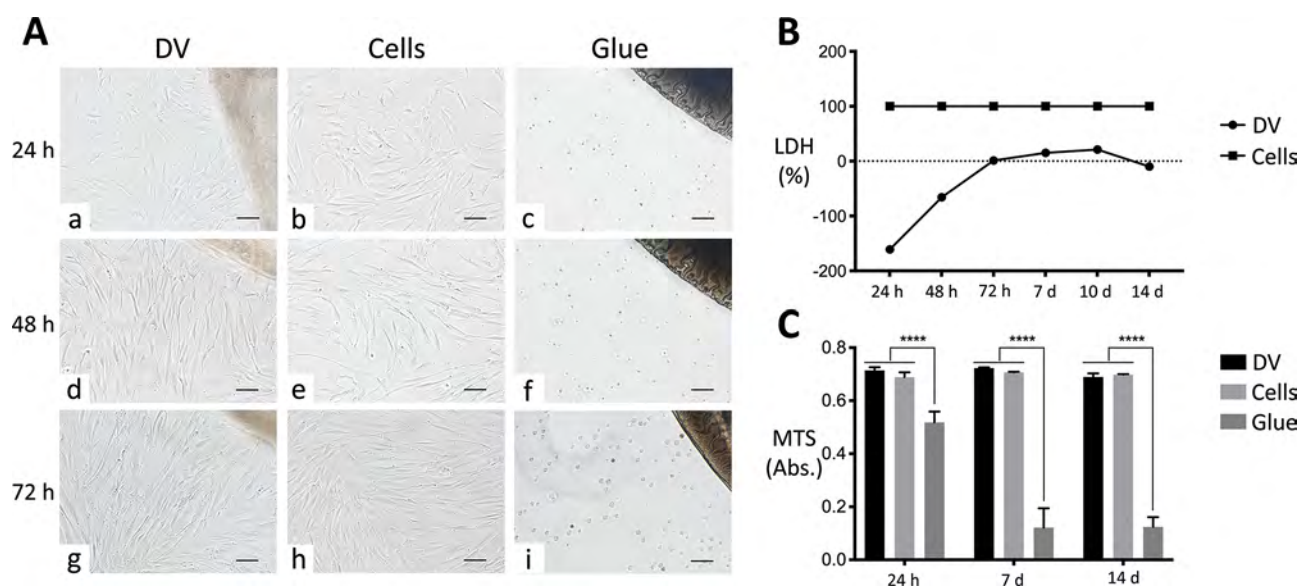 A
DV Cells Glue
24 h
a b c
48 h
d e f
72 h
g h i
B
200
100
0
-100
-200
LDH
(%)
24 h 48 h 72 h 7 d 10 d 14 d
DV
Cells
C
**** **** ****
0.8
0.6
0.4
0.2
0.0
MTS
(Abs.)
24 h 7 d 14 d
DV
Cells
Glue